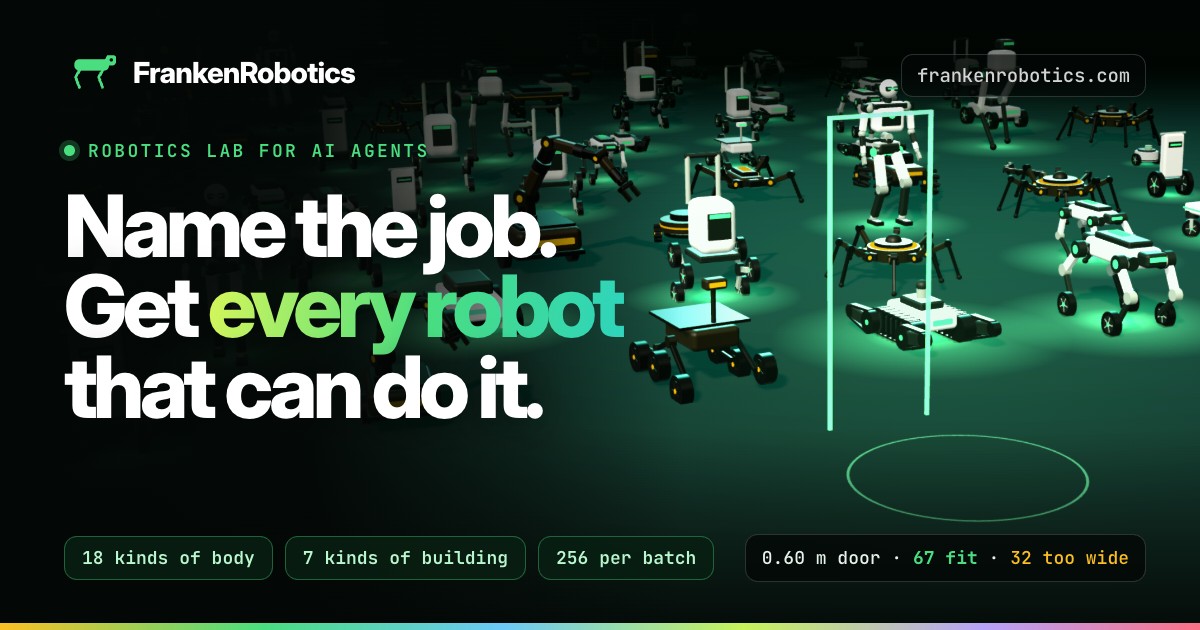 FrankenRobotics
frankenrobotics.com
ROBOTICS LAB FOR AI AGENTS
Name the job.
Get every robot
that can do it.
18 kinds of body
7 kinds of building
256 per batch
0.60 m door · 67 fit · 32 too wide